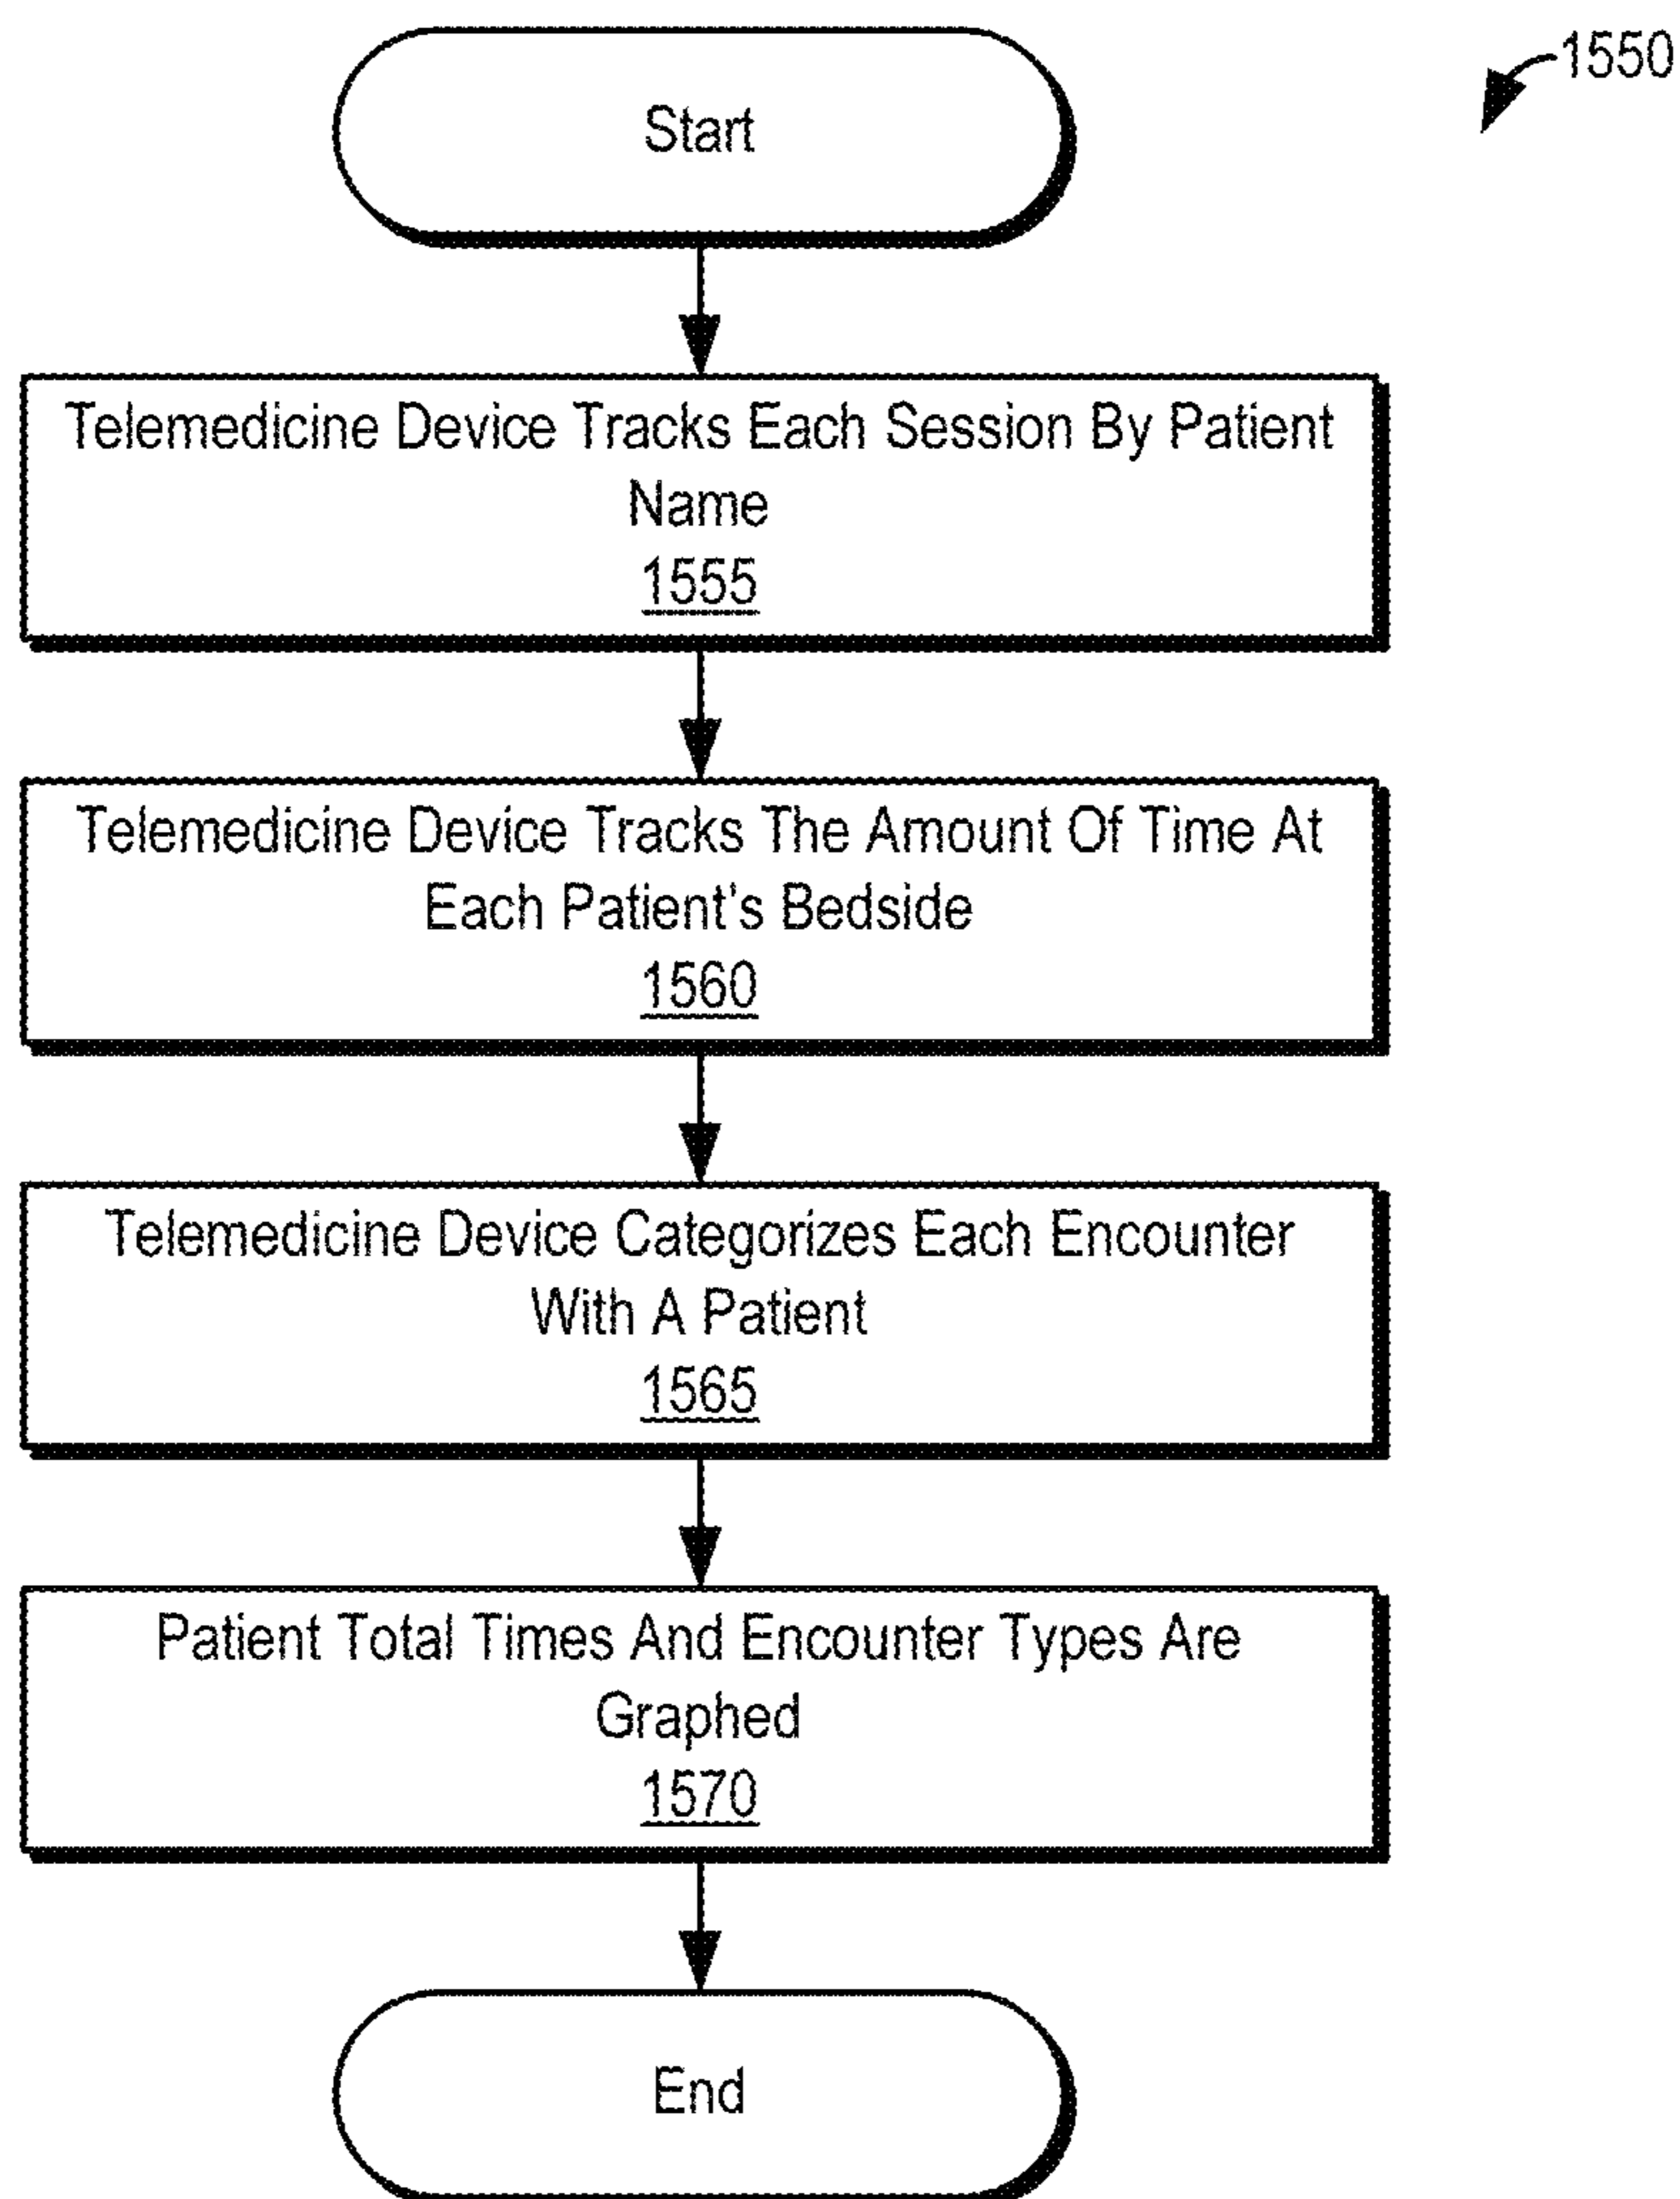 1550
Start
Telemedicine Device Tracks Each Session By Patient
Name
1555
Telemedicine Device Tracks The Amount Of Time At
Each Patient's Bedside
1560
Telemedicine Device Categorizes Each Encounter
With A Patient
1565
Patient Total Times And Encounter Types Are
Graphed
1570
End